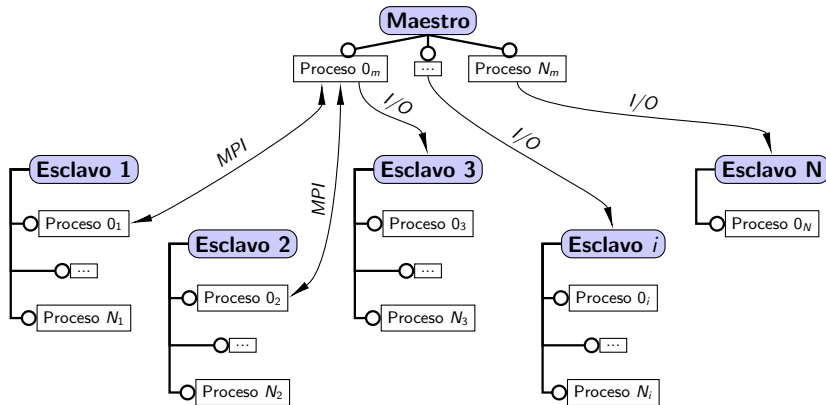 Maestro
Proceso 0m
...
Proceso Nm
MPI
I/O
I/O
I/O
MPI
Esclavo 1
Proceso 01
...
Proceso N1
Esclavo 2
Proceso 02
...
Proceso N2
Esclavo 3
Proceso 03
...
Proceso N3
Esclavo i
Proceso 0i
...
Proceso Ni
Esclavo N
Proceso 0N